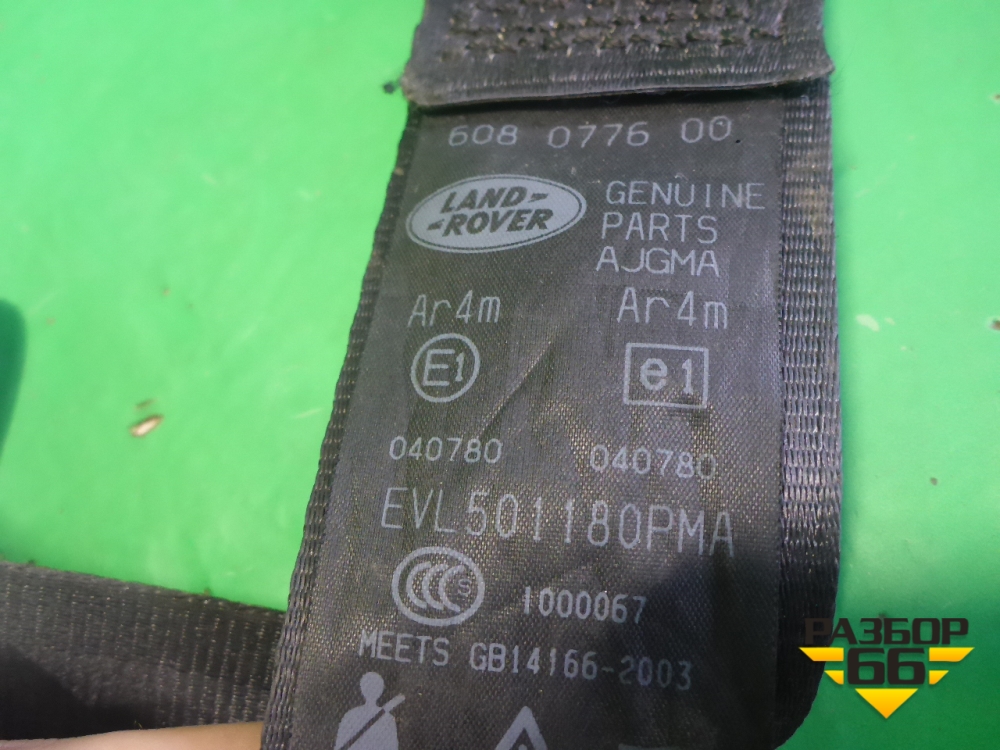 608 0776 00
LAND-
-ROVER
GENUINE
PARTS
AJGMA
Ar4m Ar4m
E1 e1
040780 040780
EVL501180PMA
CCC S 1000067
MEETS GB14166-2003
РАЗБОР
66